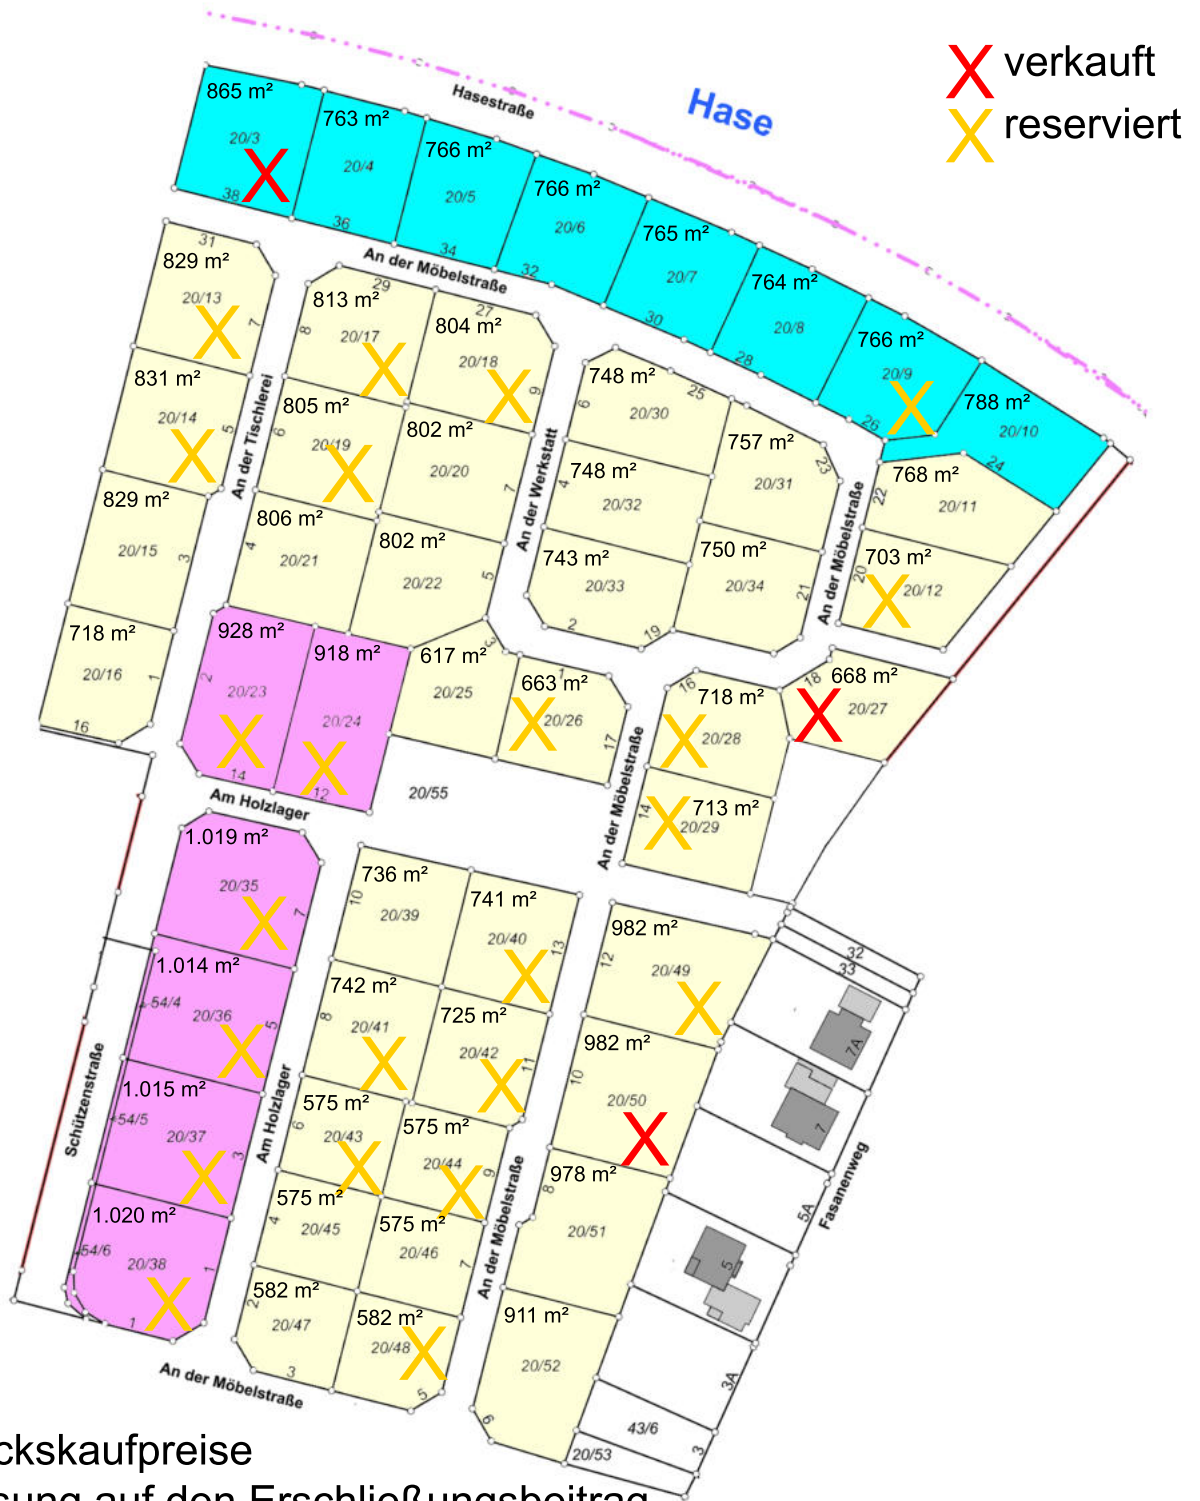 verkauft
reserviert
Hase
Hasestraße
865 m²
20/3
38
763 m²
20/4
36
766 m²
20/5
34
766 m²
20/6
32
765 m²
20/7
30
764 m²
20/8
28
766 m²
20/9
26
788 m²
20/10
24
An der Möbelstraße
31
829 m²
20/13
7
831 m²
20/14
5
829 m²
20/15
3
718 m²
20/16
1
16
An der Tischlerei
29
813 m²
20/17
8
27
804 m²
20/18
9
805 m²
20/19
6
802 m²
20/20
7
806 m²
20/21
4
802 m²
20/22
5
An der Werkstatt
748 m²
20/30
6
25
757 m²
20/31
23
748 m²
20/32
4
743 m²
20/33
2
19
750 m²
20/34
21
An der Möbelstraße
768 m²
20/11
22
703 m²
20/12
20
928 m²
20/23
2
14
918 m²
20/24
12
617 m²
20/25
3
1
663 m²
20/26
17
16
718 m²
20/28
18
668 m²
20/27
713 m²
20/29
14
An der Möbelstraße
20/55
Am Holzlager
1.019 m²
20/35
7
1.014 m²
20/36
5
54/4
1.015 m²
20/37
3
54/5
1.020 m²
20/38
1
54/6
1
Schützenstraße
Am Holzlager
736 m²
20/39
10
741 m²
20/40
13
742 m²
20/41
8
725 m²
20/42
11
575 m²
20/43
6
575 m²
20/44
9
575 m²
20/45
4
575 m²
20/46
7
582 m²
20/47
2
3
582 m²
20/48
5
An der Möbelstraße
An der Möbelstraße
982 m²
20/49
12
982 m²
20/50
10
978 m²
20/51
8
911 m²
20/52
6
32
33
7A
7
5A
5
3A
43/6
3
20/53
Fasanenweg
ckskaufpreise
sung auf den Erschließungsbeitrag